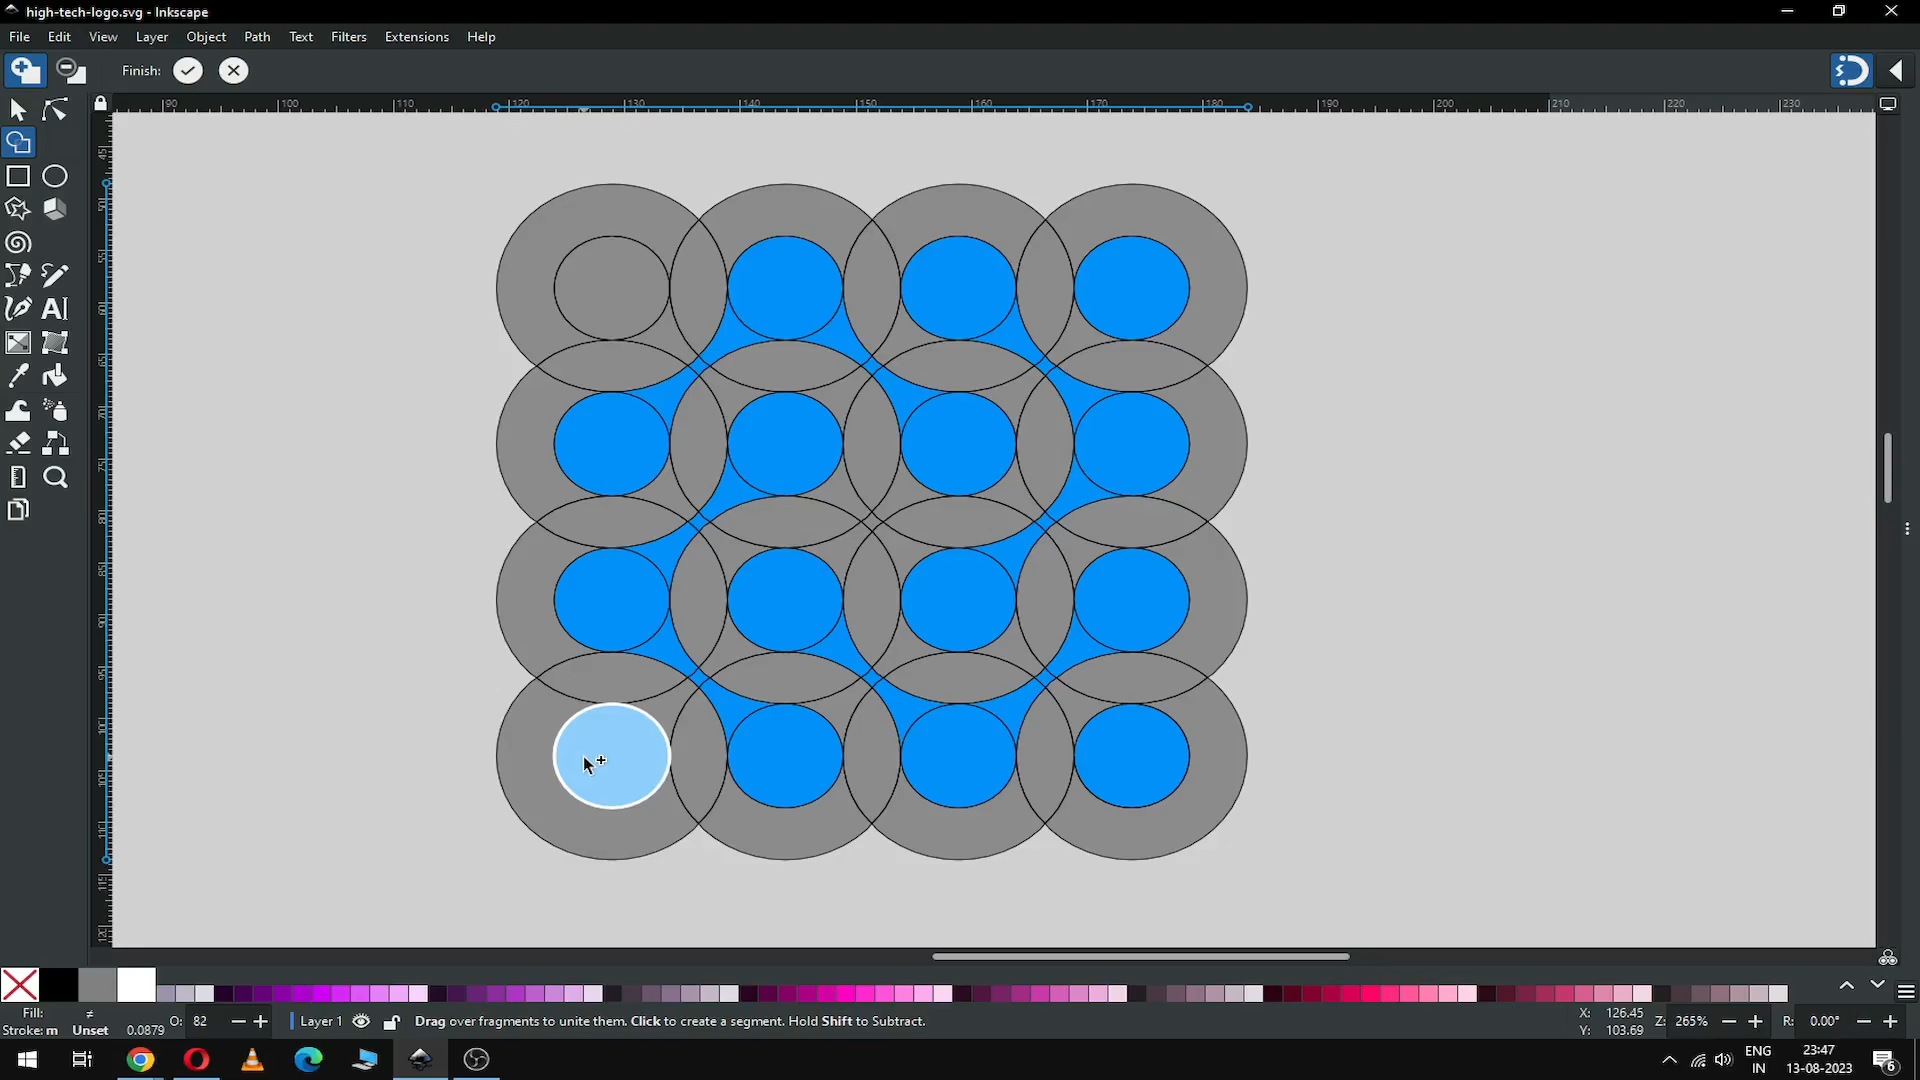 high-tech-logo.svg - Inkscape
File Edit View Layer Object Path Text Filters Extensions Help
Finish:
90 100 110 120 130 140 150 160 170 180 190 200 210 220 230
Fill: Stroke: m Unset 0.0879 O: 82 Layer 1 Drag over fragments to unite them. Click to create a segment. Hold Shift to Subtract. X: 126.45 Y: 103.69 Z: 265% R: 0.00°
ENG IN 23:47 13-08-2023 6